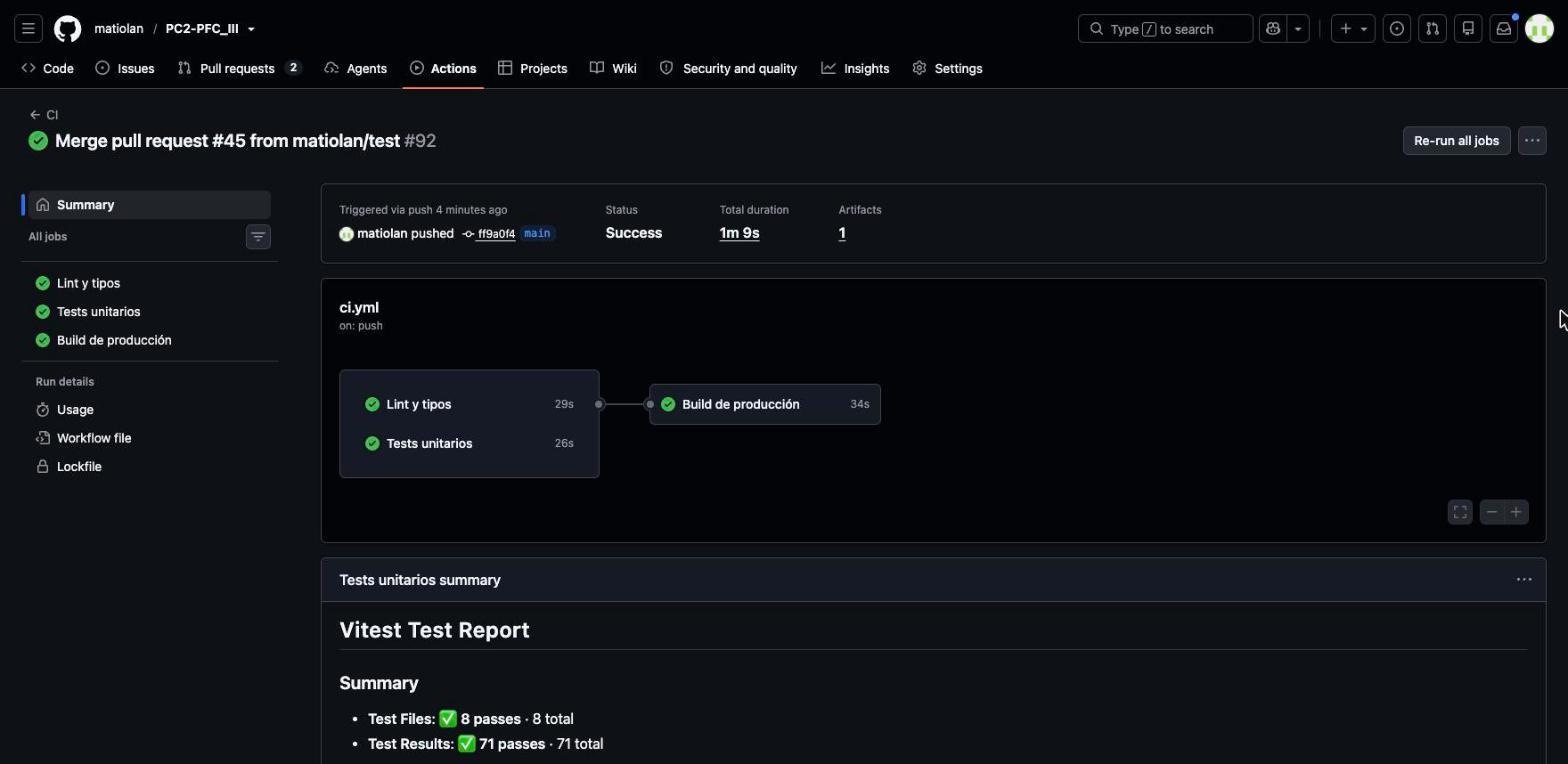 matiolan / PC2-PFC_III
Type / to search
Code
Issues
Pull requests 2
Agents
Actions
Projects
Wiki
Security and quality
Insights
Settings
CI
Merge pull request #45 from matiolan/test #92
Re-run all jobs
Summary
All jobs
Lint y tipos
Tests unitarios
Build de producción
Run details
Usage
Workflow file
Lockfile
Triggered via push 4 minutes ago
matiolan pushed ff9a0f4 main
Status
Success
Total duration
1m 9s
Artifacts
1
ci.yml
on: push
Lint y tipos 29s
Tests unitarios 26s
Build de producción 34s
Tests unitarios summary
Vitest Test Report
Summary
• Test Files: ✅ 8 passes · 8 total
• Test Results: ✅ 71 passes · 71 total